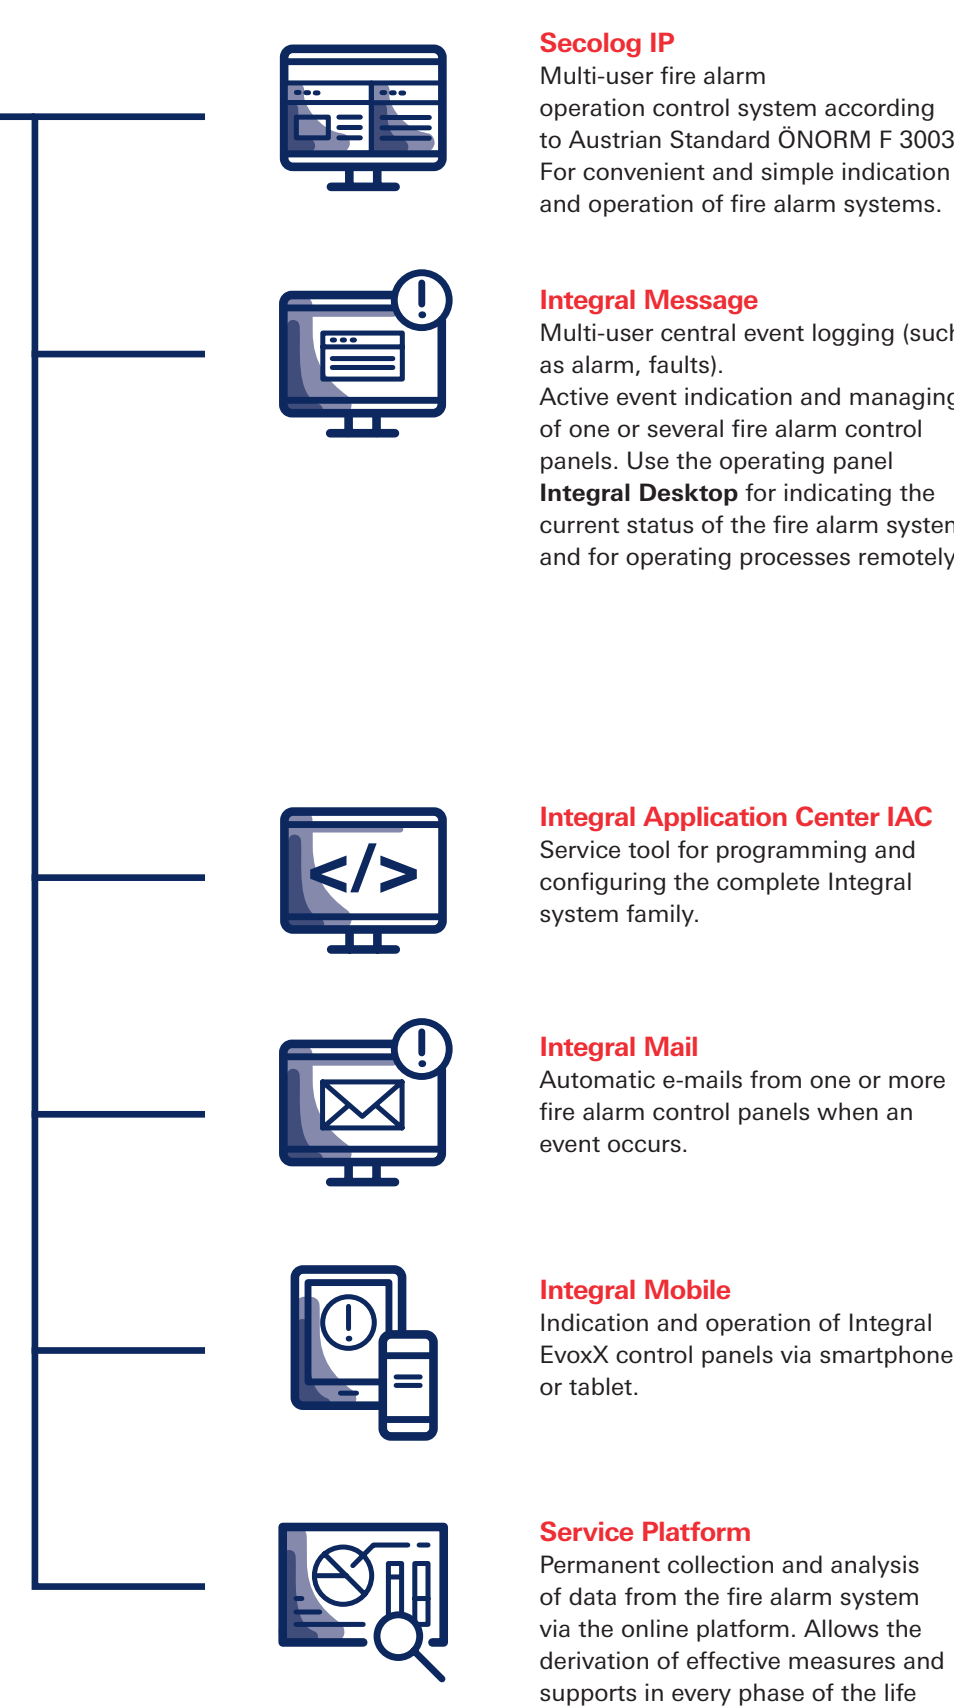 Secolog IP
Multi-user fire alarm
operation control system according
to Austrian Standard ÖNORM F 3003
For convenient and simple indication
and operation of fire alarm systems.
Integral Message
Multi-user central event logging (such
as alarm, faults).
Active event indication and managing
of one or several fire alarm control
panels. Use the operating panel
Integral Desktop for indicating the
current status of the fire alarm system
and for operating processes remotely
</>
Integral Application Center IAC
Service tool for programming and
configuring the complete Integral
system family.
Integral Mail
Automatic e-mails from one or more
fire alarm control panels when an
event occurs.
Integral Mobile
Indication and operation of Integral
EvoxX control panels via smartphone
or tablet.
Service Platform
Permanent collection and analysis
of data from the fire alarm system
via the online platform. Allows the
derivation of effective measures and
supports in every phase of the life